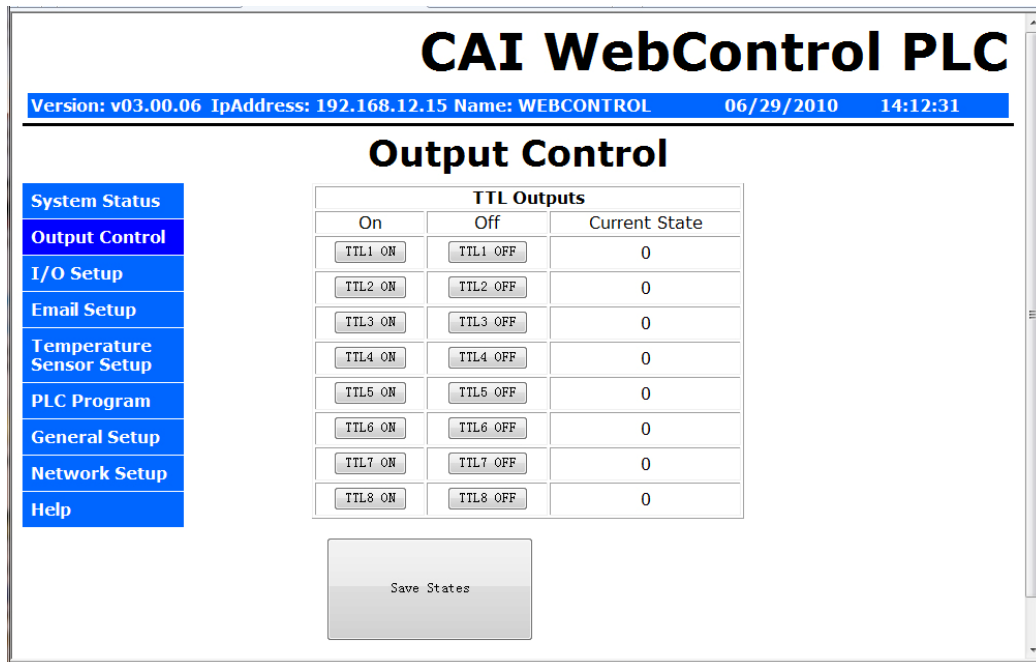 CAI WebControl PLC
Version: v03.00.06 IpAddress: 192.168.12.15 Name: WEBCONTROL 06/29/2010 14:12:31
Output Control
System Status
Output Control
I/O Setup
Email Setup
Temperature
Sensor Setup
PLC Program
General Setup
Network Setup
Help
TTL Outputs
On Off Current State
TTL1 ON TTL1 OFF 0
TTL2 ON TTL2 OFF 0
TTL3 ON TTL3 OFF 0
TTL4 ON TTL4 OFF 0
TTL5 ON TTL5 OFF 0
TTL6 ON TTL6 OFF 0
TTL7 ON TTL7 OFF 0
TTL8 ON TTL8 OFF 0
Save States